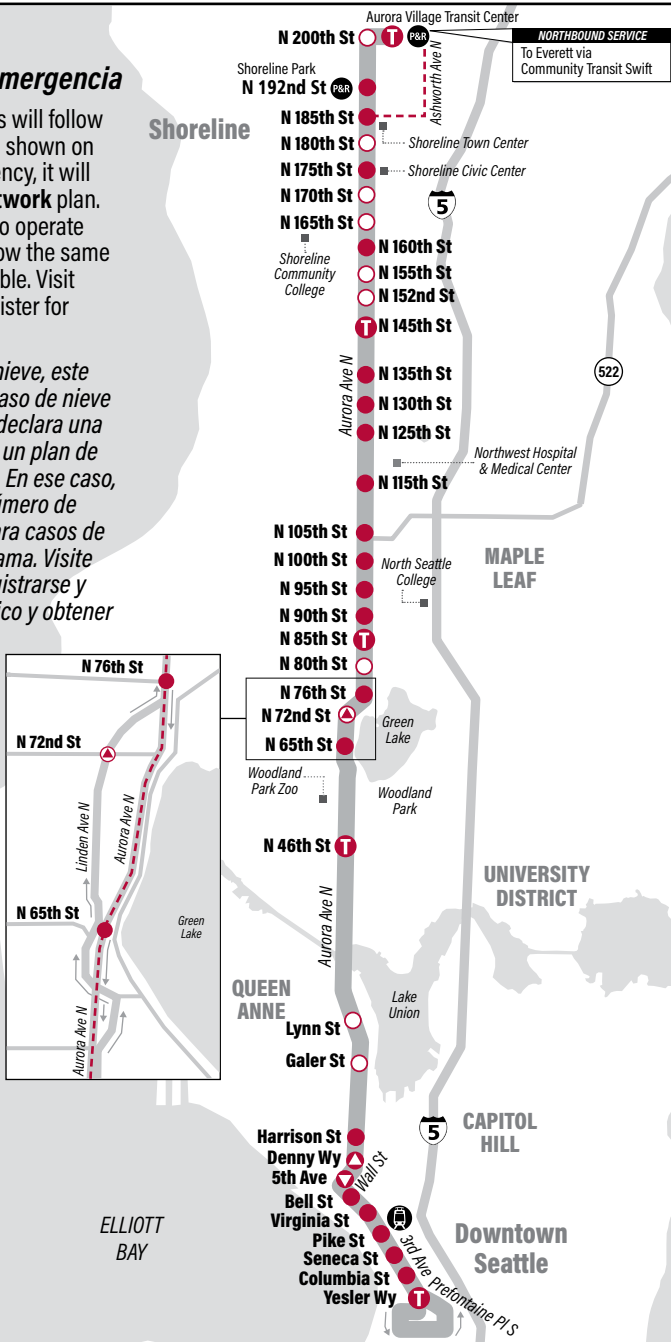 mergencia
s will follow
shown on
ency, it will
twork plan.
o operate
ow the same
ble. Visit
ister for
nieve, este
aso de nieve
declara una
un plan de
En ese caso,
úmero de
ara casos de
ama. Visite
gistrarse y
ico y obtener
Aurora Village Transit Center
N 200th St
T
P&R
NORTHBOUND SERVICE
To Everett via
Community Transit Swift
Shoreline Park
N 192nd St
P&R
Ashworth Ave N
N 185th St
Shoreline
N 180th St
Shoreline Town Center
N 175th St
Shoreline Civic Center
N 170th St
5
N 165th St
N 160th St
Shoreline
Community
College
N 155th St
N 152nd St
T
N 145th St
Aurora Ave N
522
N 135th St
N 130th St
N 125th St
Northwest Hospital
& Medical Center
N 115th St
N 105th St
N 100th St
North Seattle
College
MAPLE
LEAF
N 95th St
N 90th St
N 85th St
T
N 80th St
N 76th St
N 72nd St
N 65th St
Green
Lake
Woodland
Park Zoo
Woodland
Park
N 46th St
T
Aurora Ave N
UNIVERSITY
DISTRICT
N 76th St
N 72nd St
Linden Ave N
Aurora Ave N
N 65th St
Green
Lake
Aurora Ave N
QUEEN
ANNE
Lake
Union
Lynn St
Galer St
5
CAPITOL
HILL
Harrison St
Denny Wy
5th Ave
Wall St
Bell St
Virginia St
Pike St
Seneca St
Columbia St
Yesler Wy
T
3rd Ave
Prefontaine Pl S
ELLIOTT
BAY
Downtown
Seattle